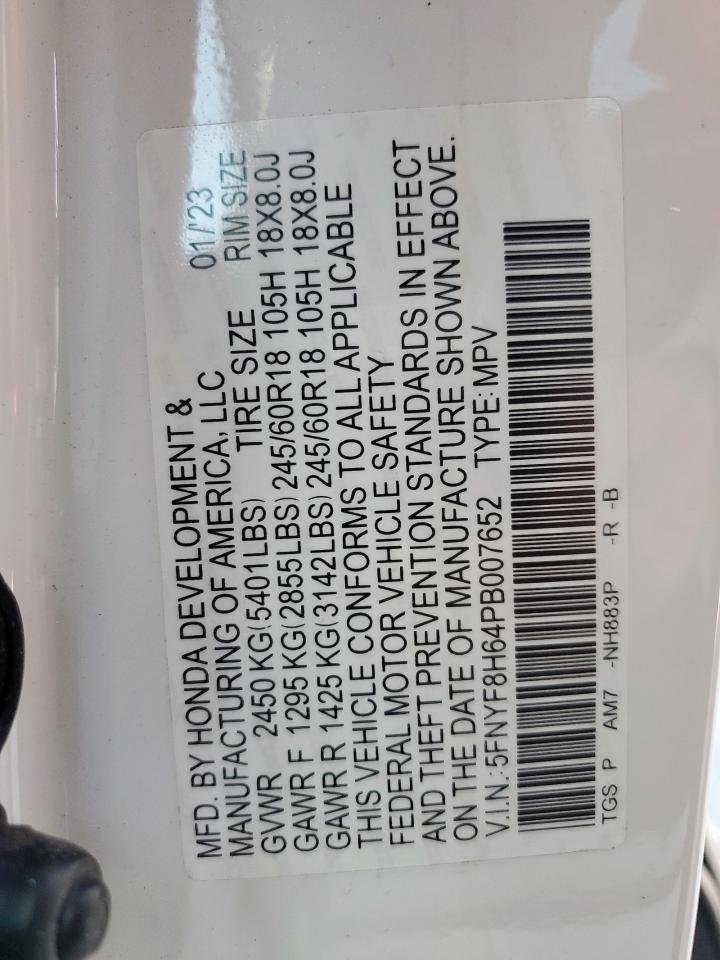 MFD. BY HONDA DEVELOPMENT &
MANUFACTURING OF AMERICA, LLC 01/'23
GVWR 2450 KG(5401LBS) TIRE SIZE RIM SIZE
GAWR F 1295 KG(2855LBS) 245/60R18 105H 18X8.0J
GAWR R 1425 KG(3142LBS) 245/60R18 105H 18X8.0J
THIS VEHICLE CONFORMS TO ALL APPLICABLE
FEDERAL MOTOR VEHICLE SAFETY
AND THEFT PREVENTION STANDARDS IN EFFECT
ON THE DATE OF MANUFACTURE SHOWN ABOVE.
V.I.N.:5FNYF8H64PB007652 TYPE:MPV
TGS P AM7 -NH883P -R -B